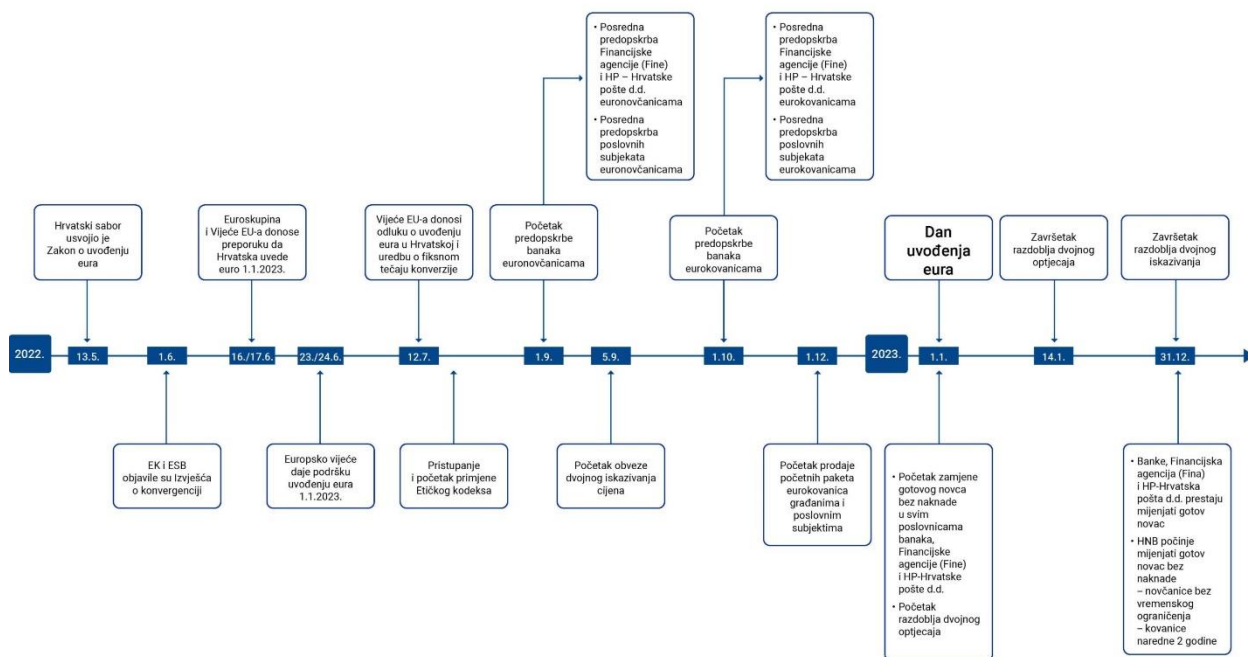 • Posredna
predopskrba
Financijske
agencije (Fine)
i HP – Hrvatske
pošte d.d.
euronovčanicama
• Posredna
predopskrba
poslovnih
subjekata
euronovčanicama
• Posredna
predopskrba
Financijske
agencije (Fine)
i HP – Hrvatske
pošte d.d.
eurokovanicama
• Posredna
predopskrba
poslovnih
subjekata
eurokovanicama
Hrvatski sabor
usvojio je
Zakon o uvođenju
eura
Euroskupina
i Vijeće EU-a donose
preporuku da
Hrvatska uvede
euro 1.1.2023.
Vijeće EU-a donosi
odluku o uvođenju
eura u Hrvatskoj i
uredbu o fiksnom
tečaju konverzije
Početak
predopskrbe
banaka
euronovčanicama
Početak
predopskrbe
banaka
eurokovanicama
Dan
uvođenja
eura
Završetak
razdoblja dvojnog
optjecaja
Završetak
razdoblja dvojnog
iskazivanja
2022.
13.5.
1.6.
16./17.6.
23./24.6.
12.7.
1.9.
5.9.
1.10.
1.12.
2023.
1.1.
14.1.
31.12.
EK i ESB
objavile su Izvješća
o konvergenciji
Europsko vijeće
daje podršku
uvođenju eura
1.1.2023.
Pristupanje
i početak primjene
Etičkog kodeksa
Početak obveze
dvojnog iskazivanja
cijena
Početak prodaje
početnih paketa
eurokovanica
građanima i
poslovnim
subjektima
• Početak zamjene
gotovog novca
bez naknade
u svim
poslovnicama
banaka,
Financijske
agencije (Fine)
i HP-Hrvatske
pošte d.d.
• Početak
razdoblja dvojnog
optjecaja
• Banke, Financijska
agencija (Fina)
i HP-Hrvatska
pošta d.d. prestaju
mijenjati gotov
novac
• HNB počinje
mijenjati gotov
novac bez
naknade
– novčanice bez
vremenskog
ograničenja
– kovanice
naredne 2 godine